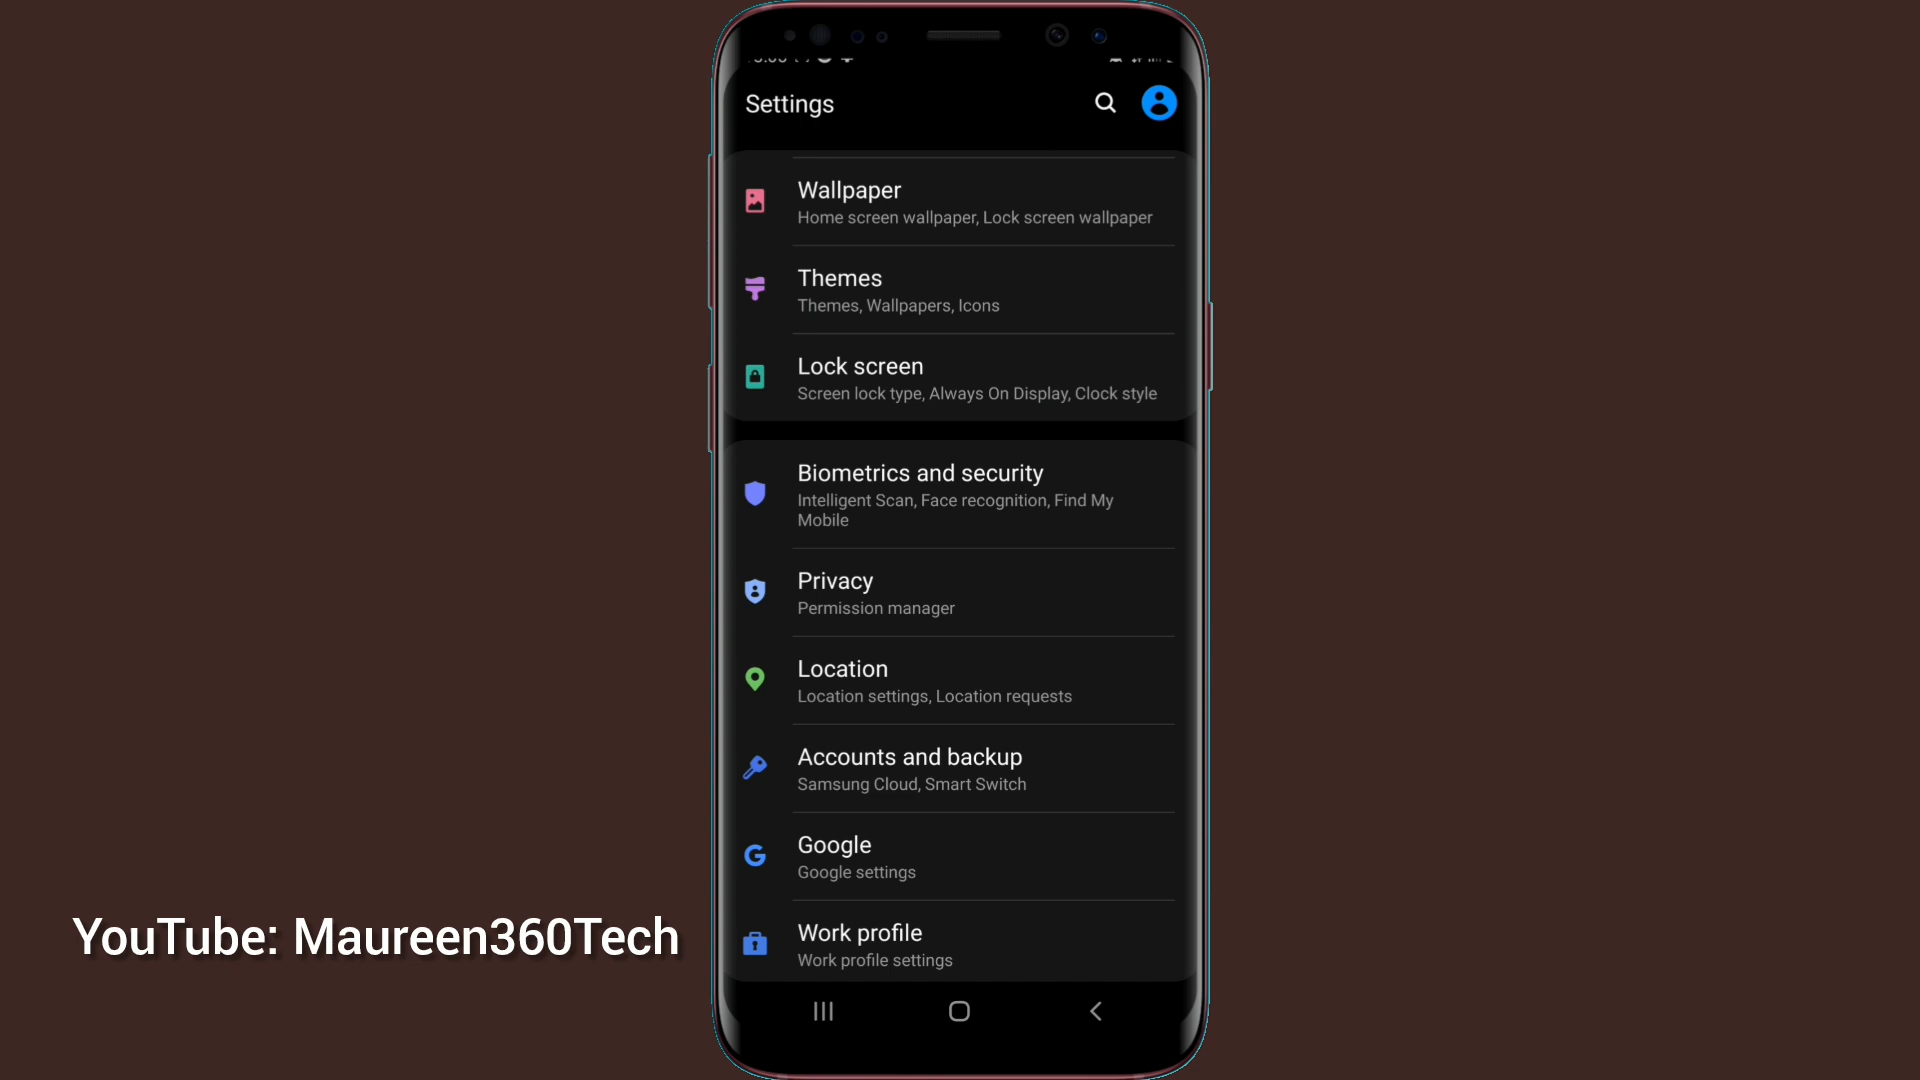 Settings
Wallpaper
Home screen wallpaper, Lock screen wallpaper
Themes
Themes, Wallpapers, Icons
Lock screen
Screen lock type, Always On Display, Clock style
Biometrics and security
Intelligent Scan, Face recognition, Find My
Mobile
Privacy
Permission manager
Location
Location settings, Location requests
Accounts and backup
Samsung Cloud, Smart Switch
Google
Google settings
Work profile
Work profile settings
YouTube: Maureen360Tech